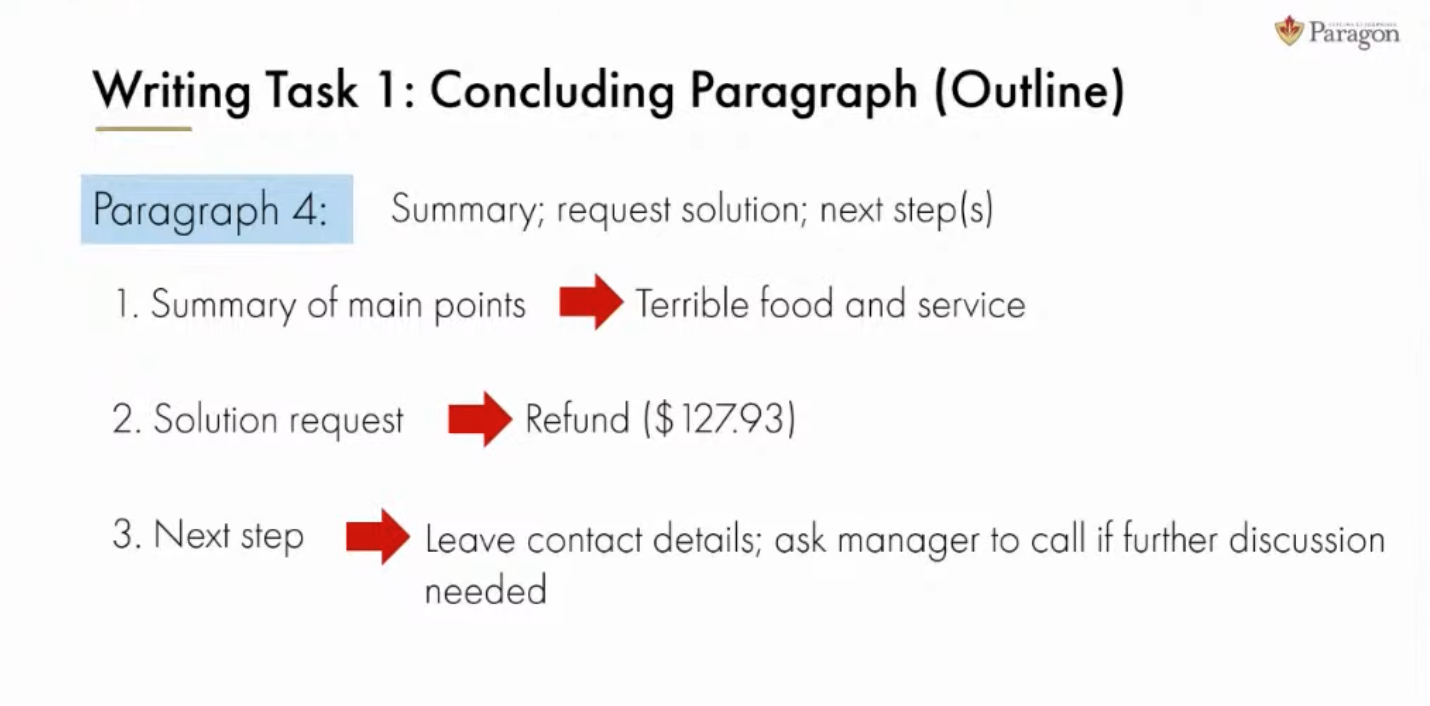 Paragon
Writing Task 1: Concluding Paragraph (Outline)
Paragraph 4: Summary; request solution; next step(s)
1. Summary of main points Terrible food and service
2. Solution request Refund ($127.93)
3. Next step Leave contact details; ask manager to call if further discussion
needed